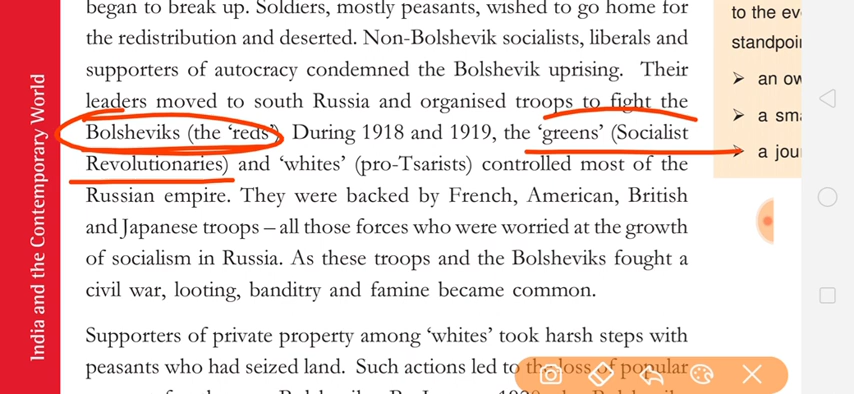 began to break up. Soldiers, mostly peasants, wished to go home for
the redistribution and deserted. Non-Bolshevik socialists, liberals and
supporters of autocracy condemned the Bolshevik uprising. Their
leaders moved to south Russia and organised troops to fight the
Bolsheviks (the ‘reds’). During 1918 and 1919, the ‘greens’ (Socialist
Revolutionaries) and ‘whites’ (pro-Tsarists) controlled most of the
Russian empire. They were backed by French, American, British
and Japanese troops – all those forces who were worried at the growth
of socialism in Russia. As these troops and the Bolsheviks fought a
civil war, looting, banditry and famine became common.
Supporters of private property among ‘whites’ took harsh steps with
peasants who had seized land. Such actions led to the loss of popular
to the ev
standpoi
➤ an ow
➤ a sma
➤ a jou
India and the Contemporary World